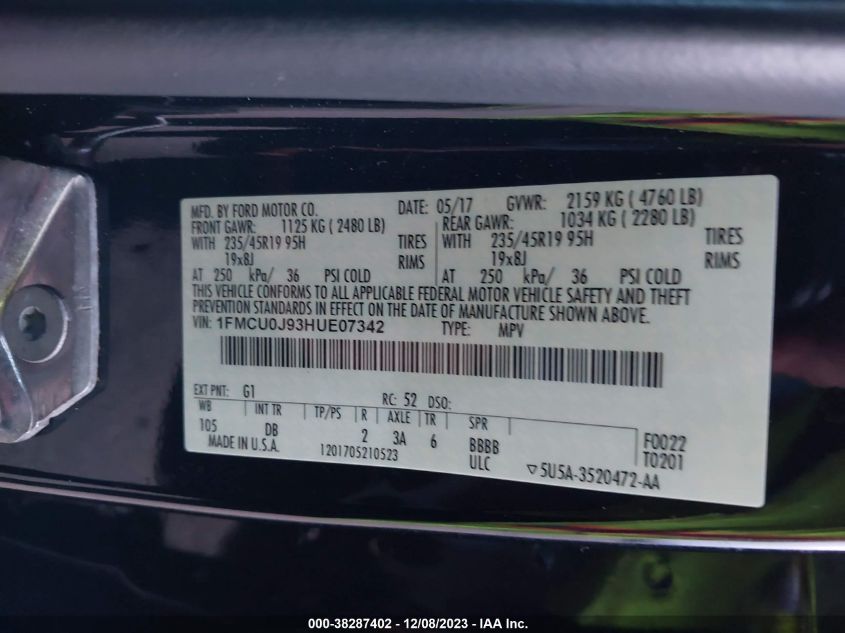 MFD. BY FORD MOTOR CO. DATE: 05/17 GVWR: 2159 KG ( 4760 LB)
FRONT GAWR: 1125 KG ( 2480 LB) REAR GAWR: 1034 KG ( 2280 LB)
WITH 235/45R19 95H TIRES WITH 235/45R19 95H TIRES
19x8J RIMS 19x8J RIMS
AT 250 kPa/ 36 PSI COLD AT 250 kPa/ 36 PSI COLD
THIS VEHICLE CONFORMS TO ALL APPLICABLE FEDERAL MOTOR VEHICLE SAFETY AND THEFT
PREVENTION STANDARDS IN EFFECT ON THE DATE OF MANUFACTURE SHOWN ABOVE.
VIN: 1FMCU0J93HUE07342 TYPE: MPV
EXT PNT: G1 RC: 52 DSO:
WB INT TR TP/PS R AXLE TR SPR
105 DB 2 3A 6 BBBB F0022
MADE IN U.S.A. 1201705210523 ULC T0201
▽5U5A-3520472-AA
000-38287402 - 12/08/2023 - IAA Inc.